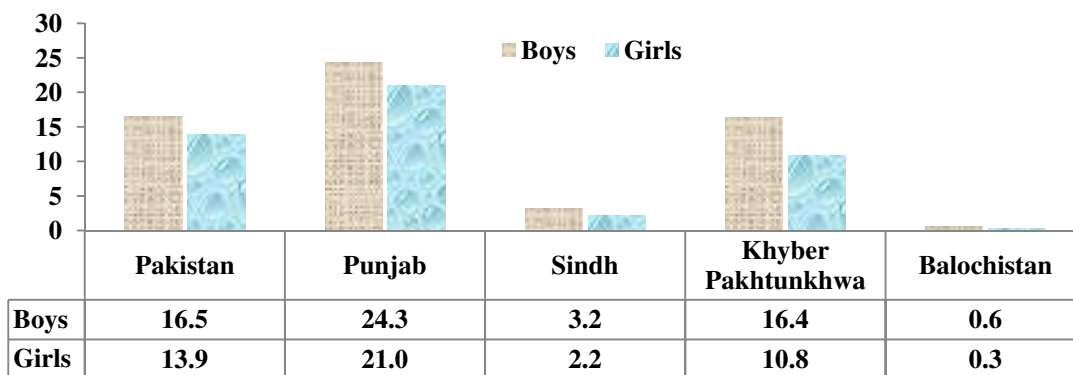 30
25
20
15
10
5
0
Boys Girls
Pakistan Punjab Sindh Khyber Pakhtunkhwa Balochistan
Boys 16.5 24.3 3.2 16.4 0.6
Girls 13.9 21.0 2.2 10.8 0.3